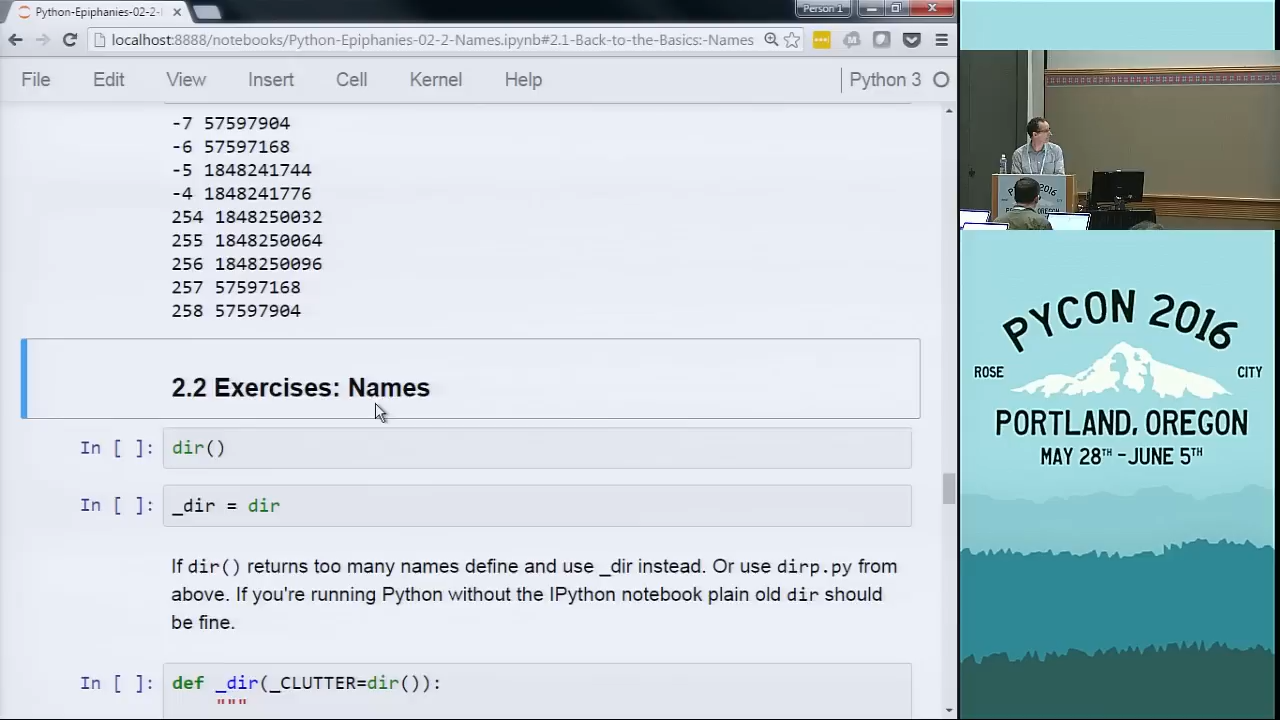 Python-Epiphanies-02-2-
Person 1
localhost:8888/notebooks/Python-Epiphanies-02-2-Names.ipynb#2.1-Back-to-the-Basics:-Names
File Edit View Insert Cell Kernel Help Python 3
-7 57597904
-6 57597168
-5 1848241744
-4 1848241776
254 1848250032
255 1848250064
256 1848250096
257 57597168
258 57597904
2.2 Exercises: Names
In [ ]: dir()
In [ ]: _dir = dir
If dir() returns too many names define and use _dir instead. Or use dirp.py from
above. If you're running Python without the IPython notebook plain old dir should
be fine.
In [ ]: def _dir(_CLUTTER=dir()):
"""
PYCON 2016
ROSE CITY
PORTLAND, OREGON
MAY 28TH - JUNE 5TH